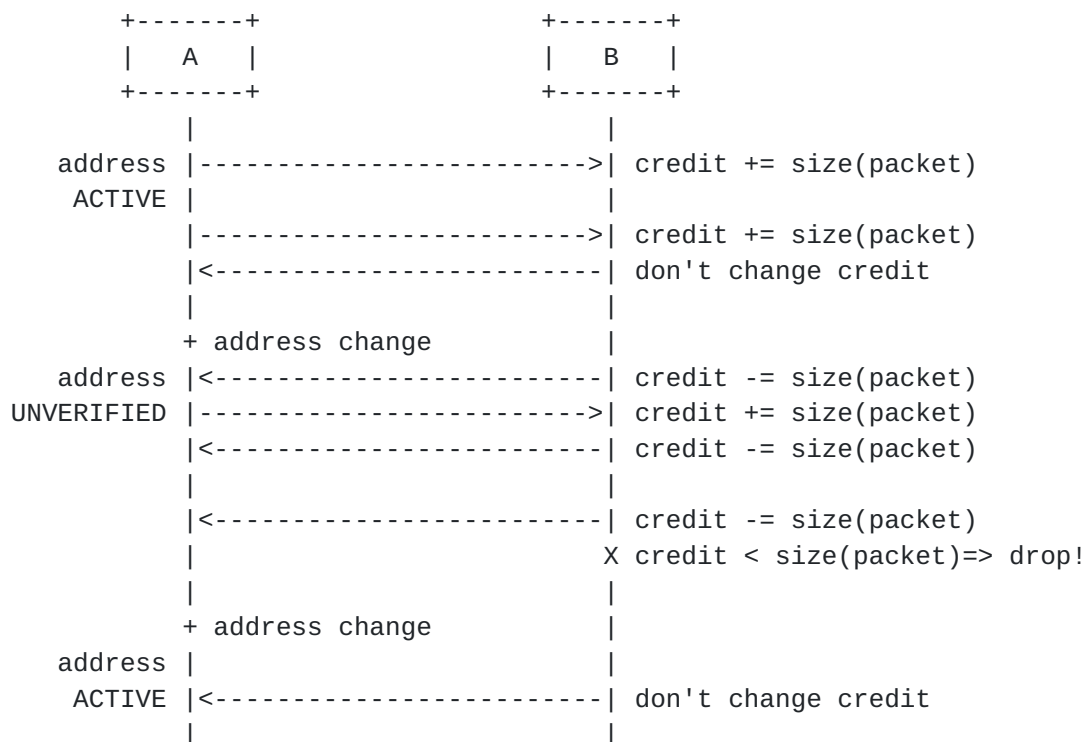 +-------+                  +-------+
|   A   |                  |   B   |
+-------+                  +-------+
    |                          |
address |------------------------->| credit += size(packet)
ACTIVE |                          |
|------------------------->| credit += size(packet)
|<-------------------------| don't change credit
|                          |
+ address change           |
address |<-------------------------| credit -= size(packet)
UNVERIFIED |------------------------->| credit += size(packet)
|<-------------------------| credit -= size(packet)
|                          |
|<-------------------------| credit -= size(packet)
|                          X credit < size(packet)=> drop!
|                          |
+ address change           |
address |                          |
ACTIVE |<-------------------------| don't change credit
|                          |